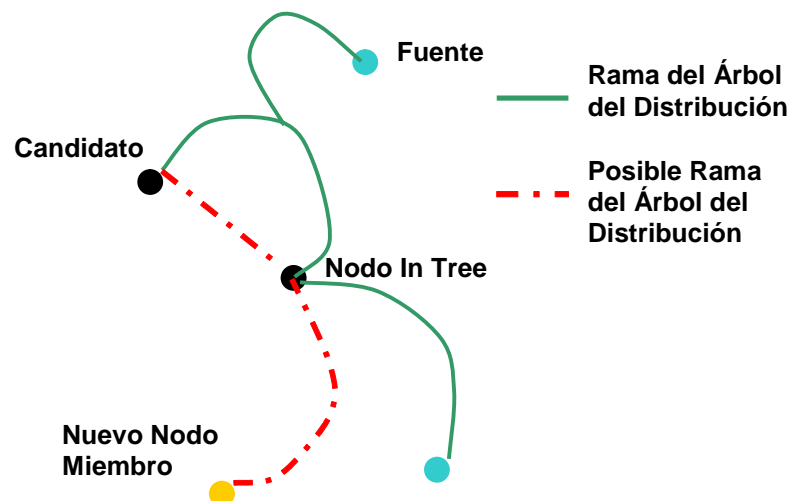 Fuente
Rama del Árbol
del Distribución
Candidato
Posible Rama
del Árbol del
Distribución
Nodo In Tree
Nuevo Nodo
Miembro